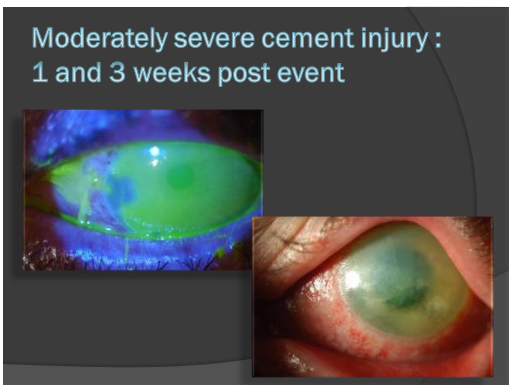 Moderately severe cement injury :
1 and 3 weeks post event